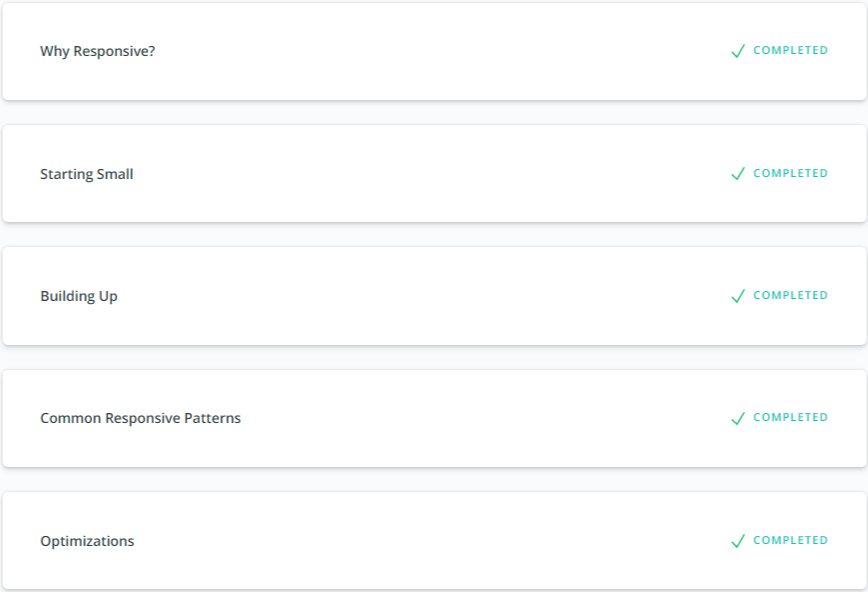 Why Responsive? COMPLETED
Starting Small COMPLETED
Building Up COMPLETED
Common Responsive Patterns COMPLETED
Optimizations COMPLETED